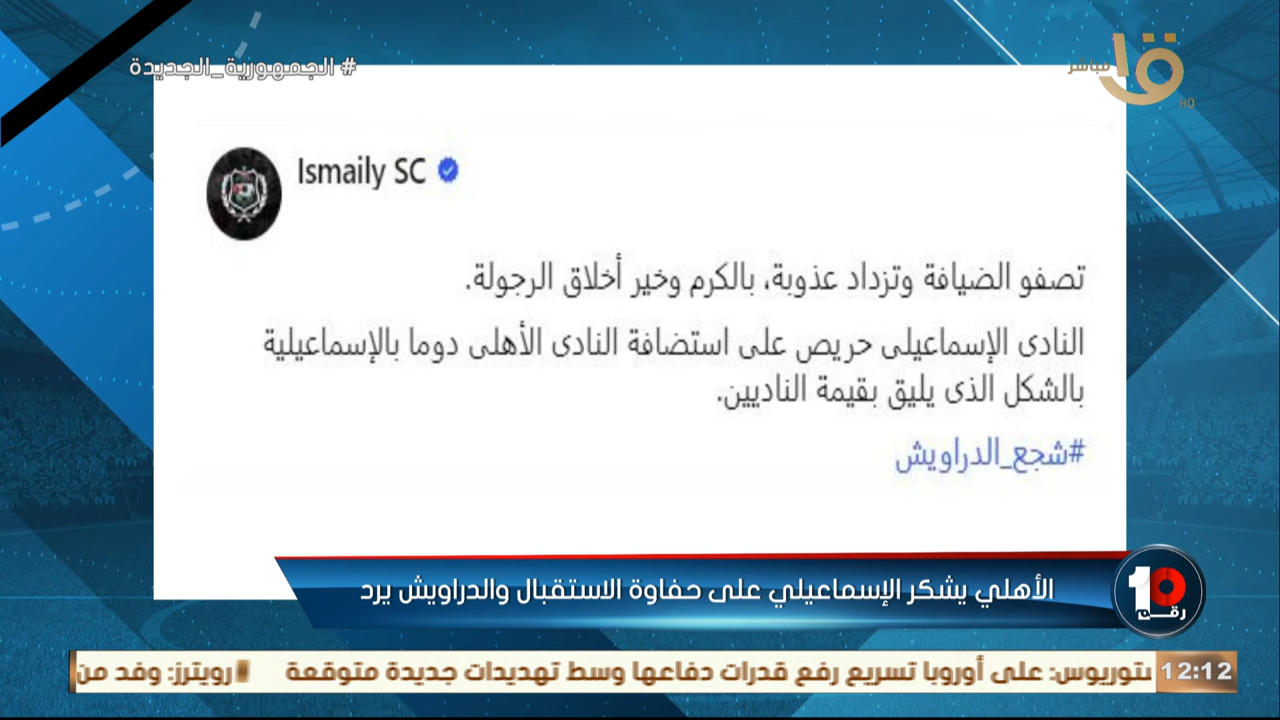 # الجمهورية_الجديدة
مباشر
HD
Ismaily SC
تصفو الضيافة وتزداد عذوبة، بالكرم وخير أخلاق الرجولة.
النادى الإسماعيلى حريص على استضافة النادى الأهلى دوما بالإسماعيلية
بالشكل الذى يليق بقيمة الناديين.
#شجع_الدراويش
الأهلي يشكر الإسماعيلي على حفاوة الاستقبال والدراويش يرد
رقم 10
12:12 بتوريوس: على أوروبا تسريع رفع قدرات دفاعها وسط تهديدات جديدة متوقعة رويترز: وفد من